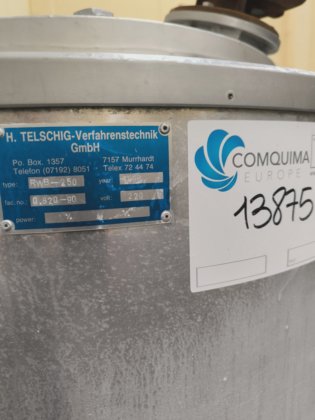 H. TELSCHIG-Verfahrenstechnik
GmbH
Po. Box, 1357 7157 Murrhardt
Telefon (07192) 8051 Telex 72 44 74
type: year:
fac. no.: volt: 220
power:
COMQUIMA
EUROPE
13875